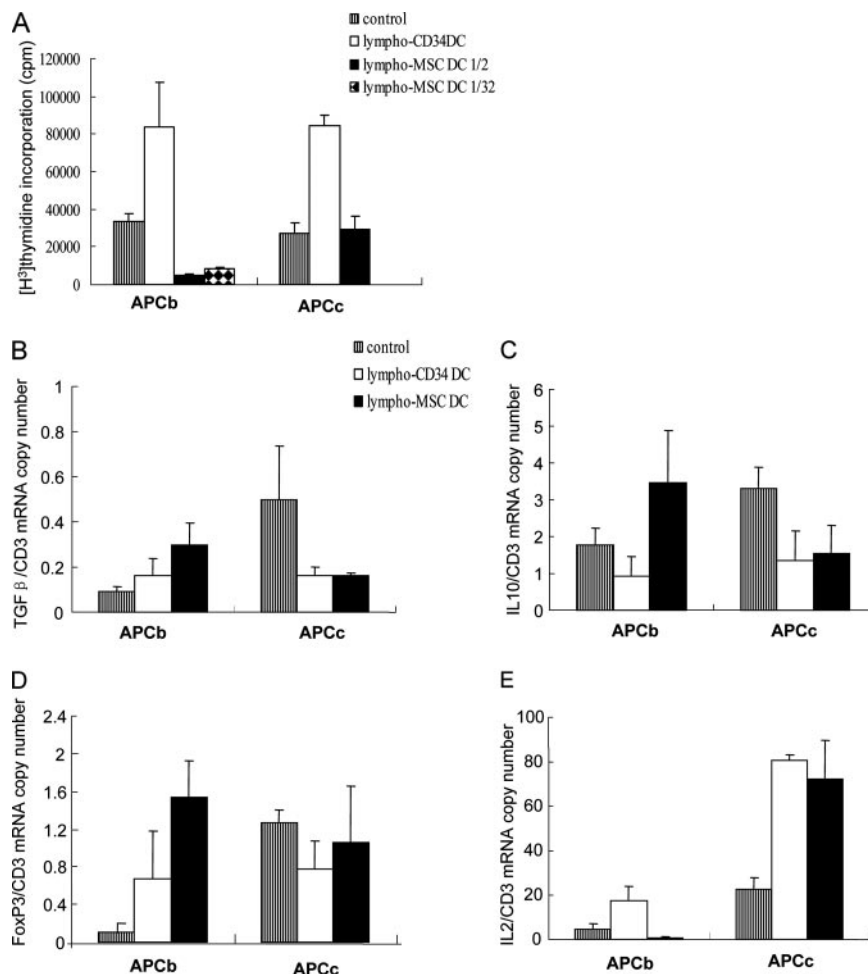 A
control
lympho-CD34DC
lympho-MSC DC 1/2
lympho-MSC DC 1/32
[H³]thymidine incorporation (cpm)
120000
100000
80000
60000
40000
20000
0
APCb
APCc
B
control
lympho-CD34 DC
lympho-MSC DC
TGF β/CD3 mRNA copy number
1
0.8
0.6
0.4
0.2
0
APCb
APCc
C
IL10/CD3 mRNA copy number
6
5
4
3
2
1
0
APCb
APCc
D
FoxP3/CD3 mRNA copy number
2.4
2
1.6
1.2
0.8
0.4
0
APCb
APCc
E
IL2/CD3 mRNA copy number
100
80
60
40
20
0
APCb
APCc